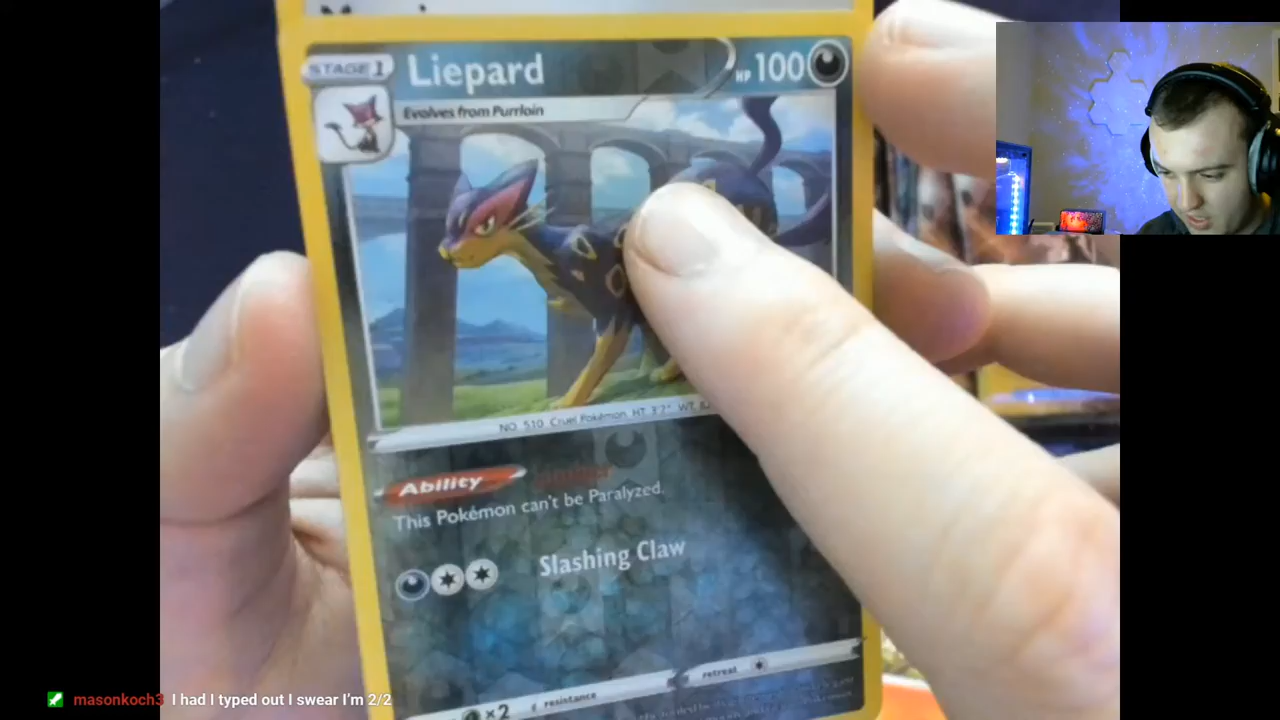 STAGE 1 Liepard HP 100
Evolves from Purrloin
NO. 510 Cruel Pokémon HT. 3'7" WT.
Ability Limber
This Pokémon can't be Paralyzed.
Slashing Claw
×2 resistance retreat
masonkoch3 I had I typed out I swear I'm 2/2